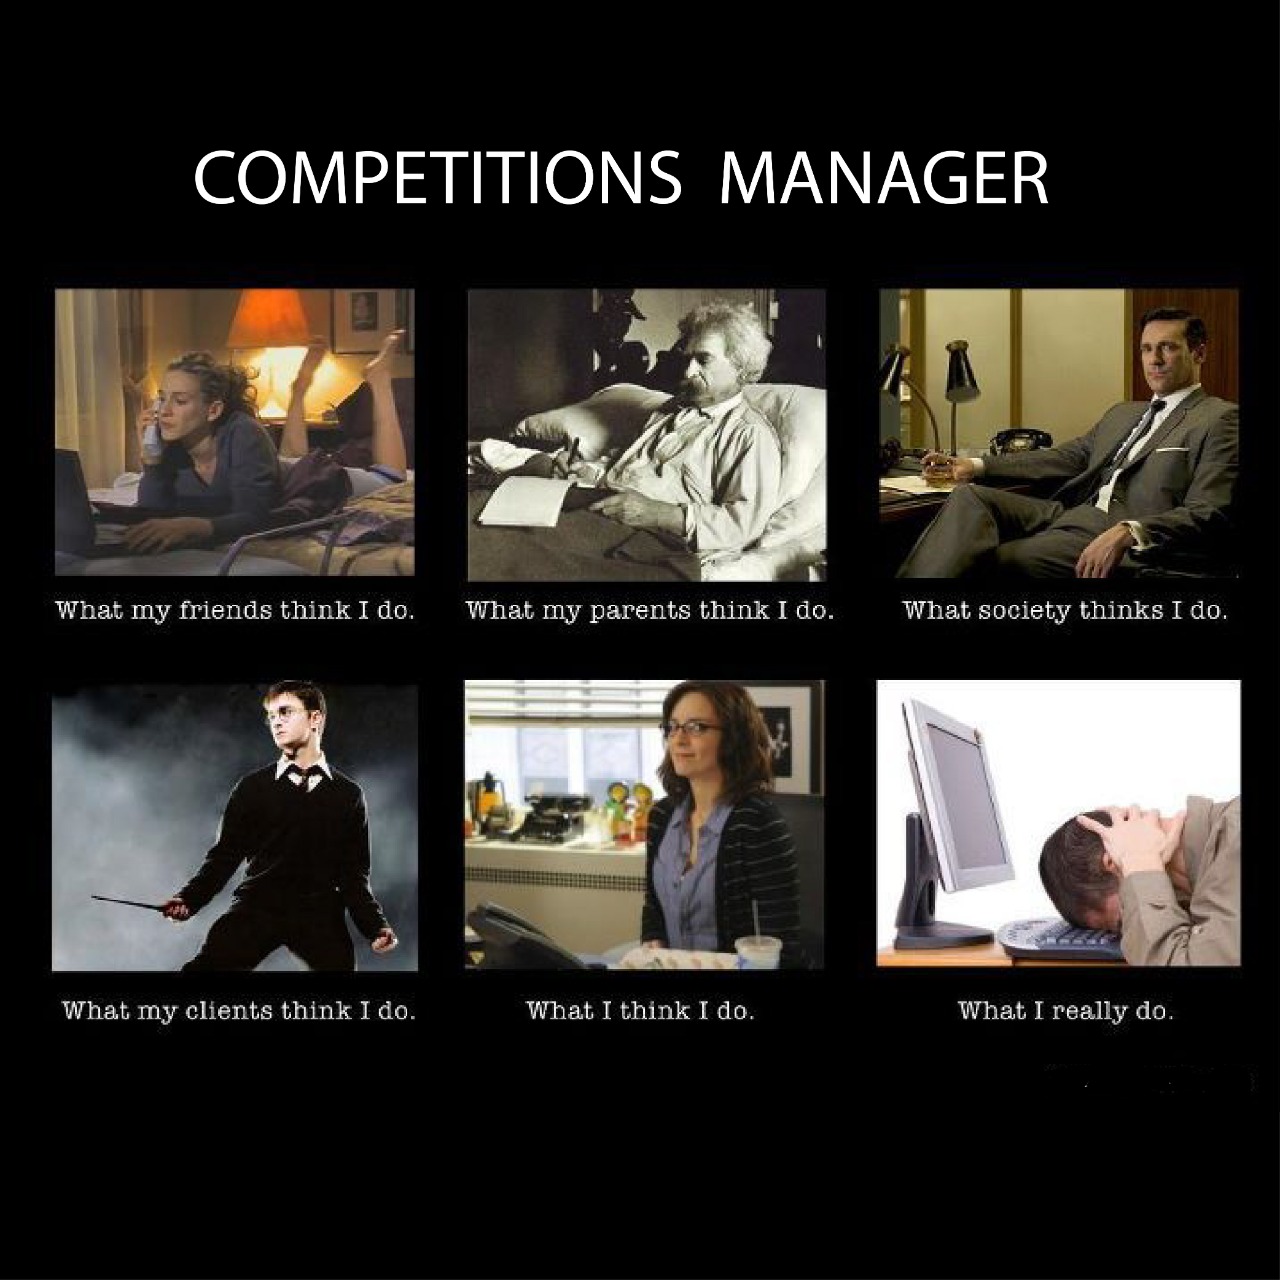 COMPETITIONS MANAGER
What my friends think I do.
What my parents think I do.
What society thinks I do.
What my clients think I do.
What I think I do.
What I really do.